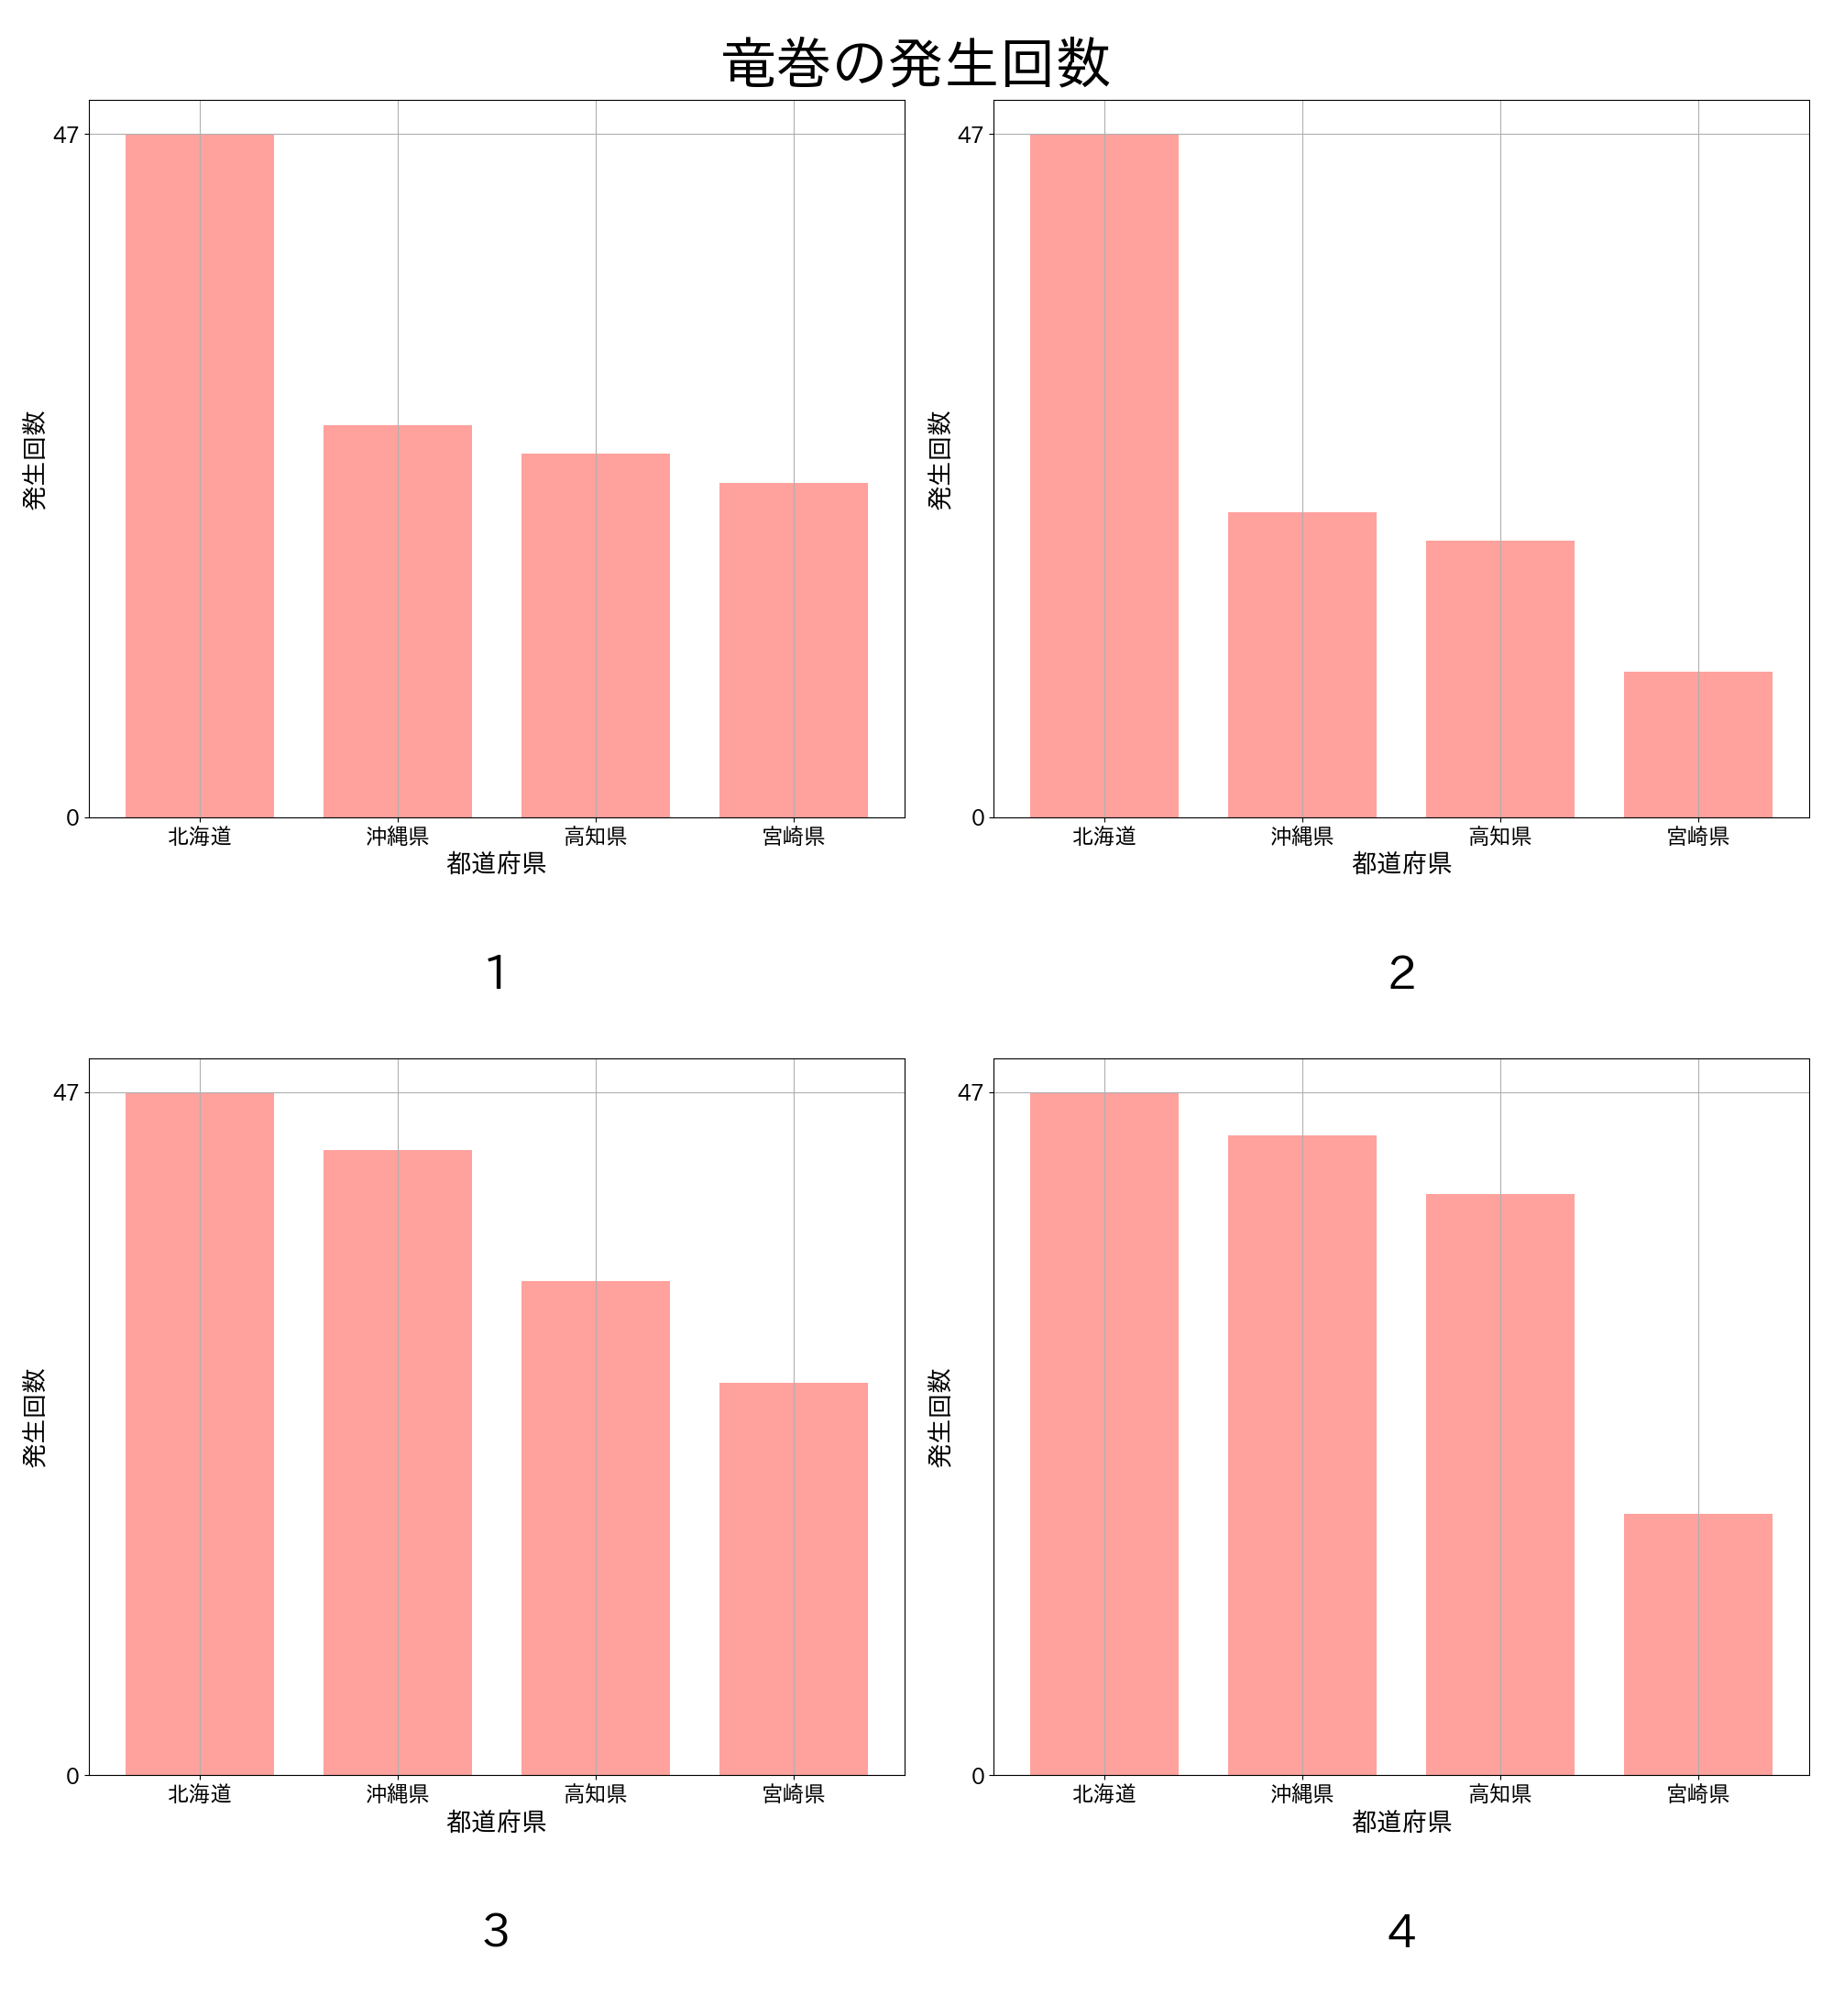 竜巻の発生回数
47
0
発生回数
北海道 沖縄県 高知県 宮崎県
都道府県
1
47
0
発生回数
北海道 沖縄県 高知県 宮崎県
都道府県
2
47
0
発生回数
北海道 沖縄県 高知県 宮崎県
都道府県
3
47
0
発生回数
北海道 沖縄県 高知県 宮崎県
都道府県
4